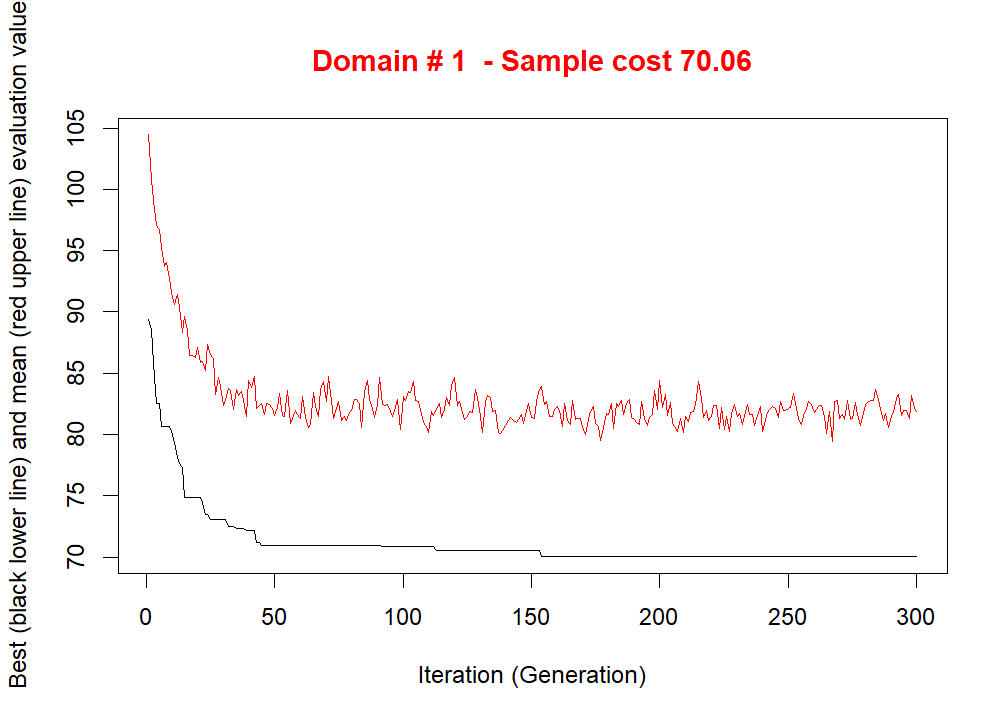 Domain # 1  - Sample cost 70.06
Best (black lower line) and mean (red upper line) evaluation value
105
100
95
90
85
80
75
70
0 50 100 150 200 250 300
Iteration (Generation)